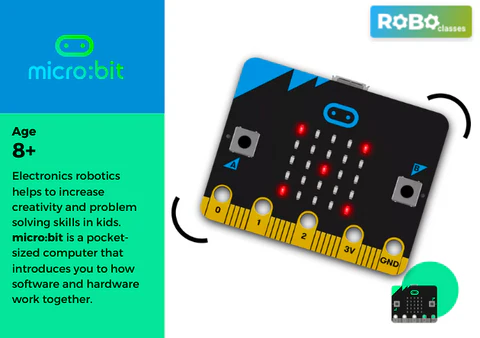 micro:bit
ROBO
classes
Age
8+
Electronics robotics
helps to increase
creativity and problem
solving skills in kids.
micro:bit is a pocket-
sized computer that
introduces you to how
software and hardware
work together.
A
B
0
1
2
3V
GND